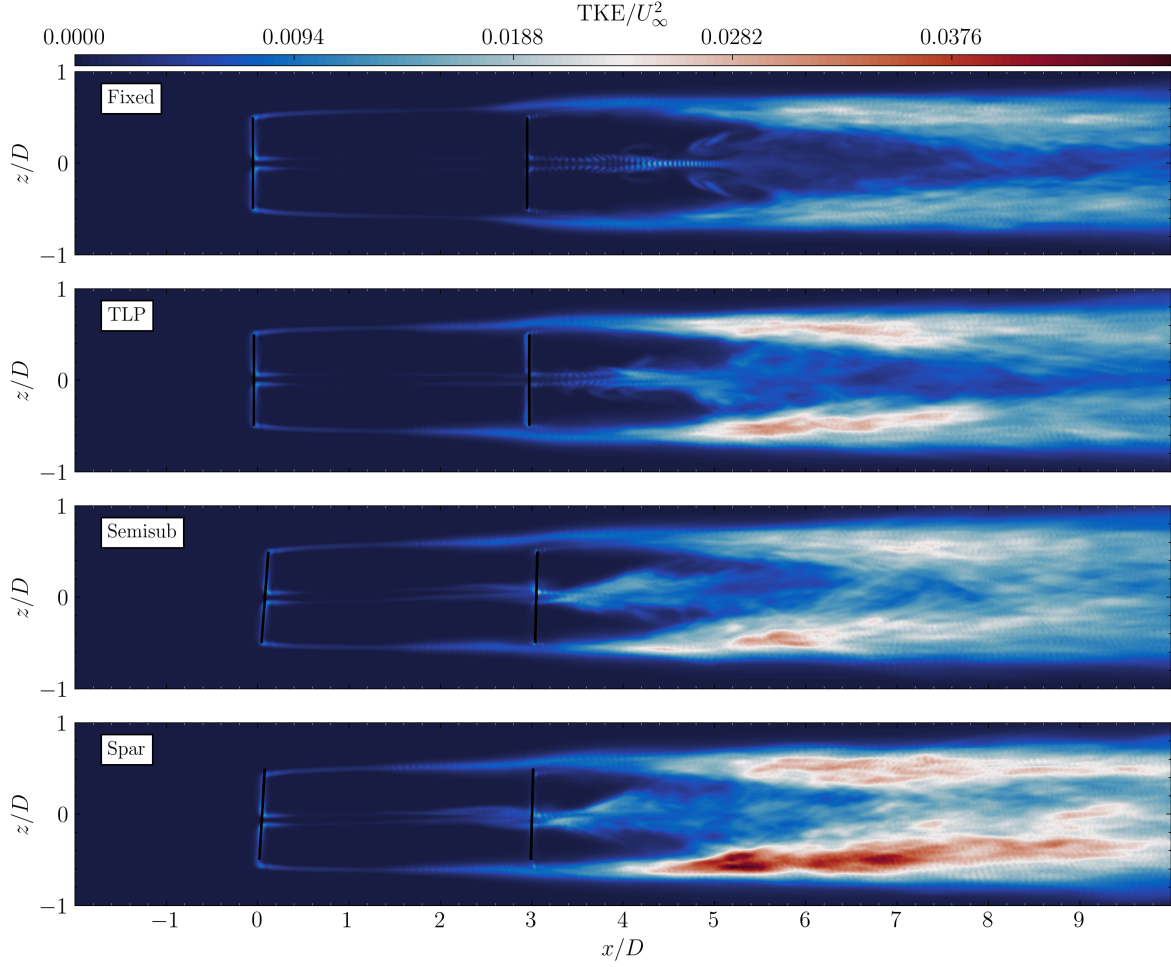 TKE/U∞²
0.0000 0.0094 0.0188 0.0282 0.0376
1
Fixed
z/D
0
−1
1
TLP
z/D
0
−1
1
Semisub
z/D
0
−1
1
Spar
z/D
0
−1
−1 0 1 2 3 4 5 6 7 8 9
x/D